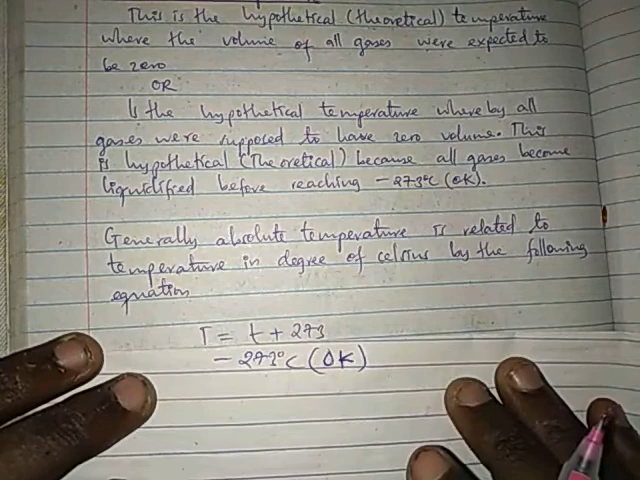 This is the hypothetical (theoretical) temperature
where the volume of all gases were expected to
be zero
OR
Is the hypothetical temperature whereby all
gases were supposed to have zero volume. This
is hypothetical (Theoretical) because all gases become
liquidified before reaching -273°C (0K).
Generally absolute temperature is related to
temperature in degree of celsius by the following
equation
T = t + 273
- 273°C (0K)